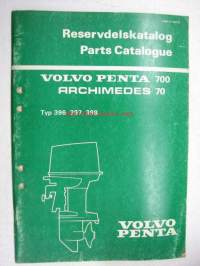 Reservdelskatalog
Parts Catalogue
VOLVO PENTA 700
ARCHIMEDES 70
Typ 396, 397, 398
VOLVO
PENTA